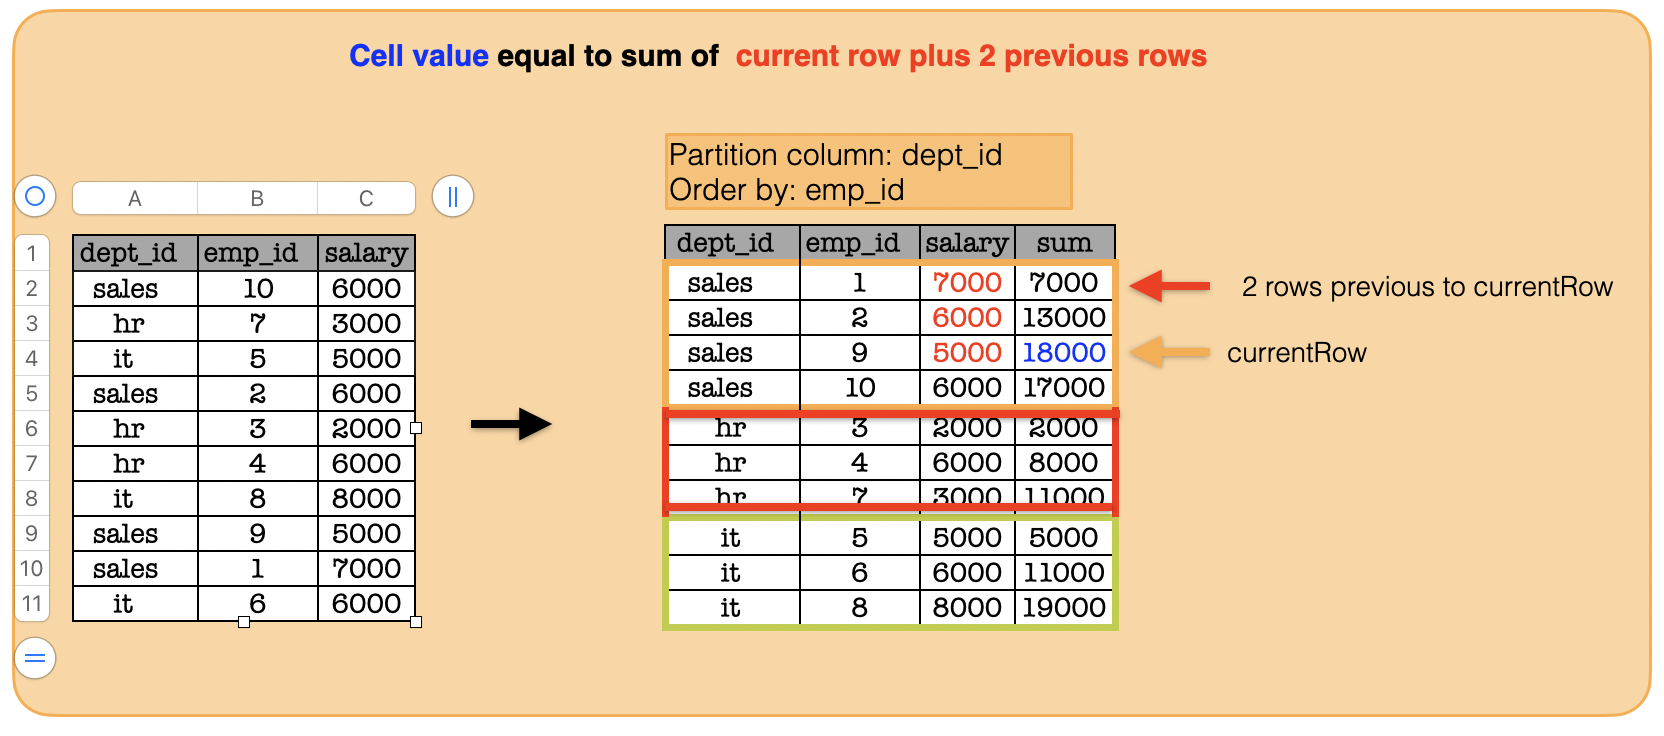 Cell value equal to sum of current row plus 2 previous rows
Partition column: dept_id
Order by: emp_id
A B C
1 dept_id emp_id salary
2 sales 10 6000
3 hr 7 3000
4 it 5 5000
5 sales 2 6000
6 hr 3 2000
7 hr 4 6000
8 it 8 8000
9 sales 9 5000
10 sales 1 7000
11 it 6 6000
dept_id emp_id salary sum
sales 1 7000 7000 2 rows previous to currentRow
sales 2 6000 13000
sales 9 5000 18000 currentRow
sales 10 6000 17000
hr 3 2000 2000
hr 4 6000 8000
hr 7 3000 11000
it 5 5000 5000
it 6 6000 11000
it 8 8000 19000